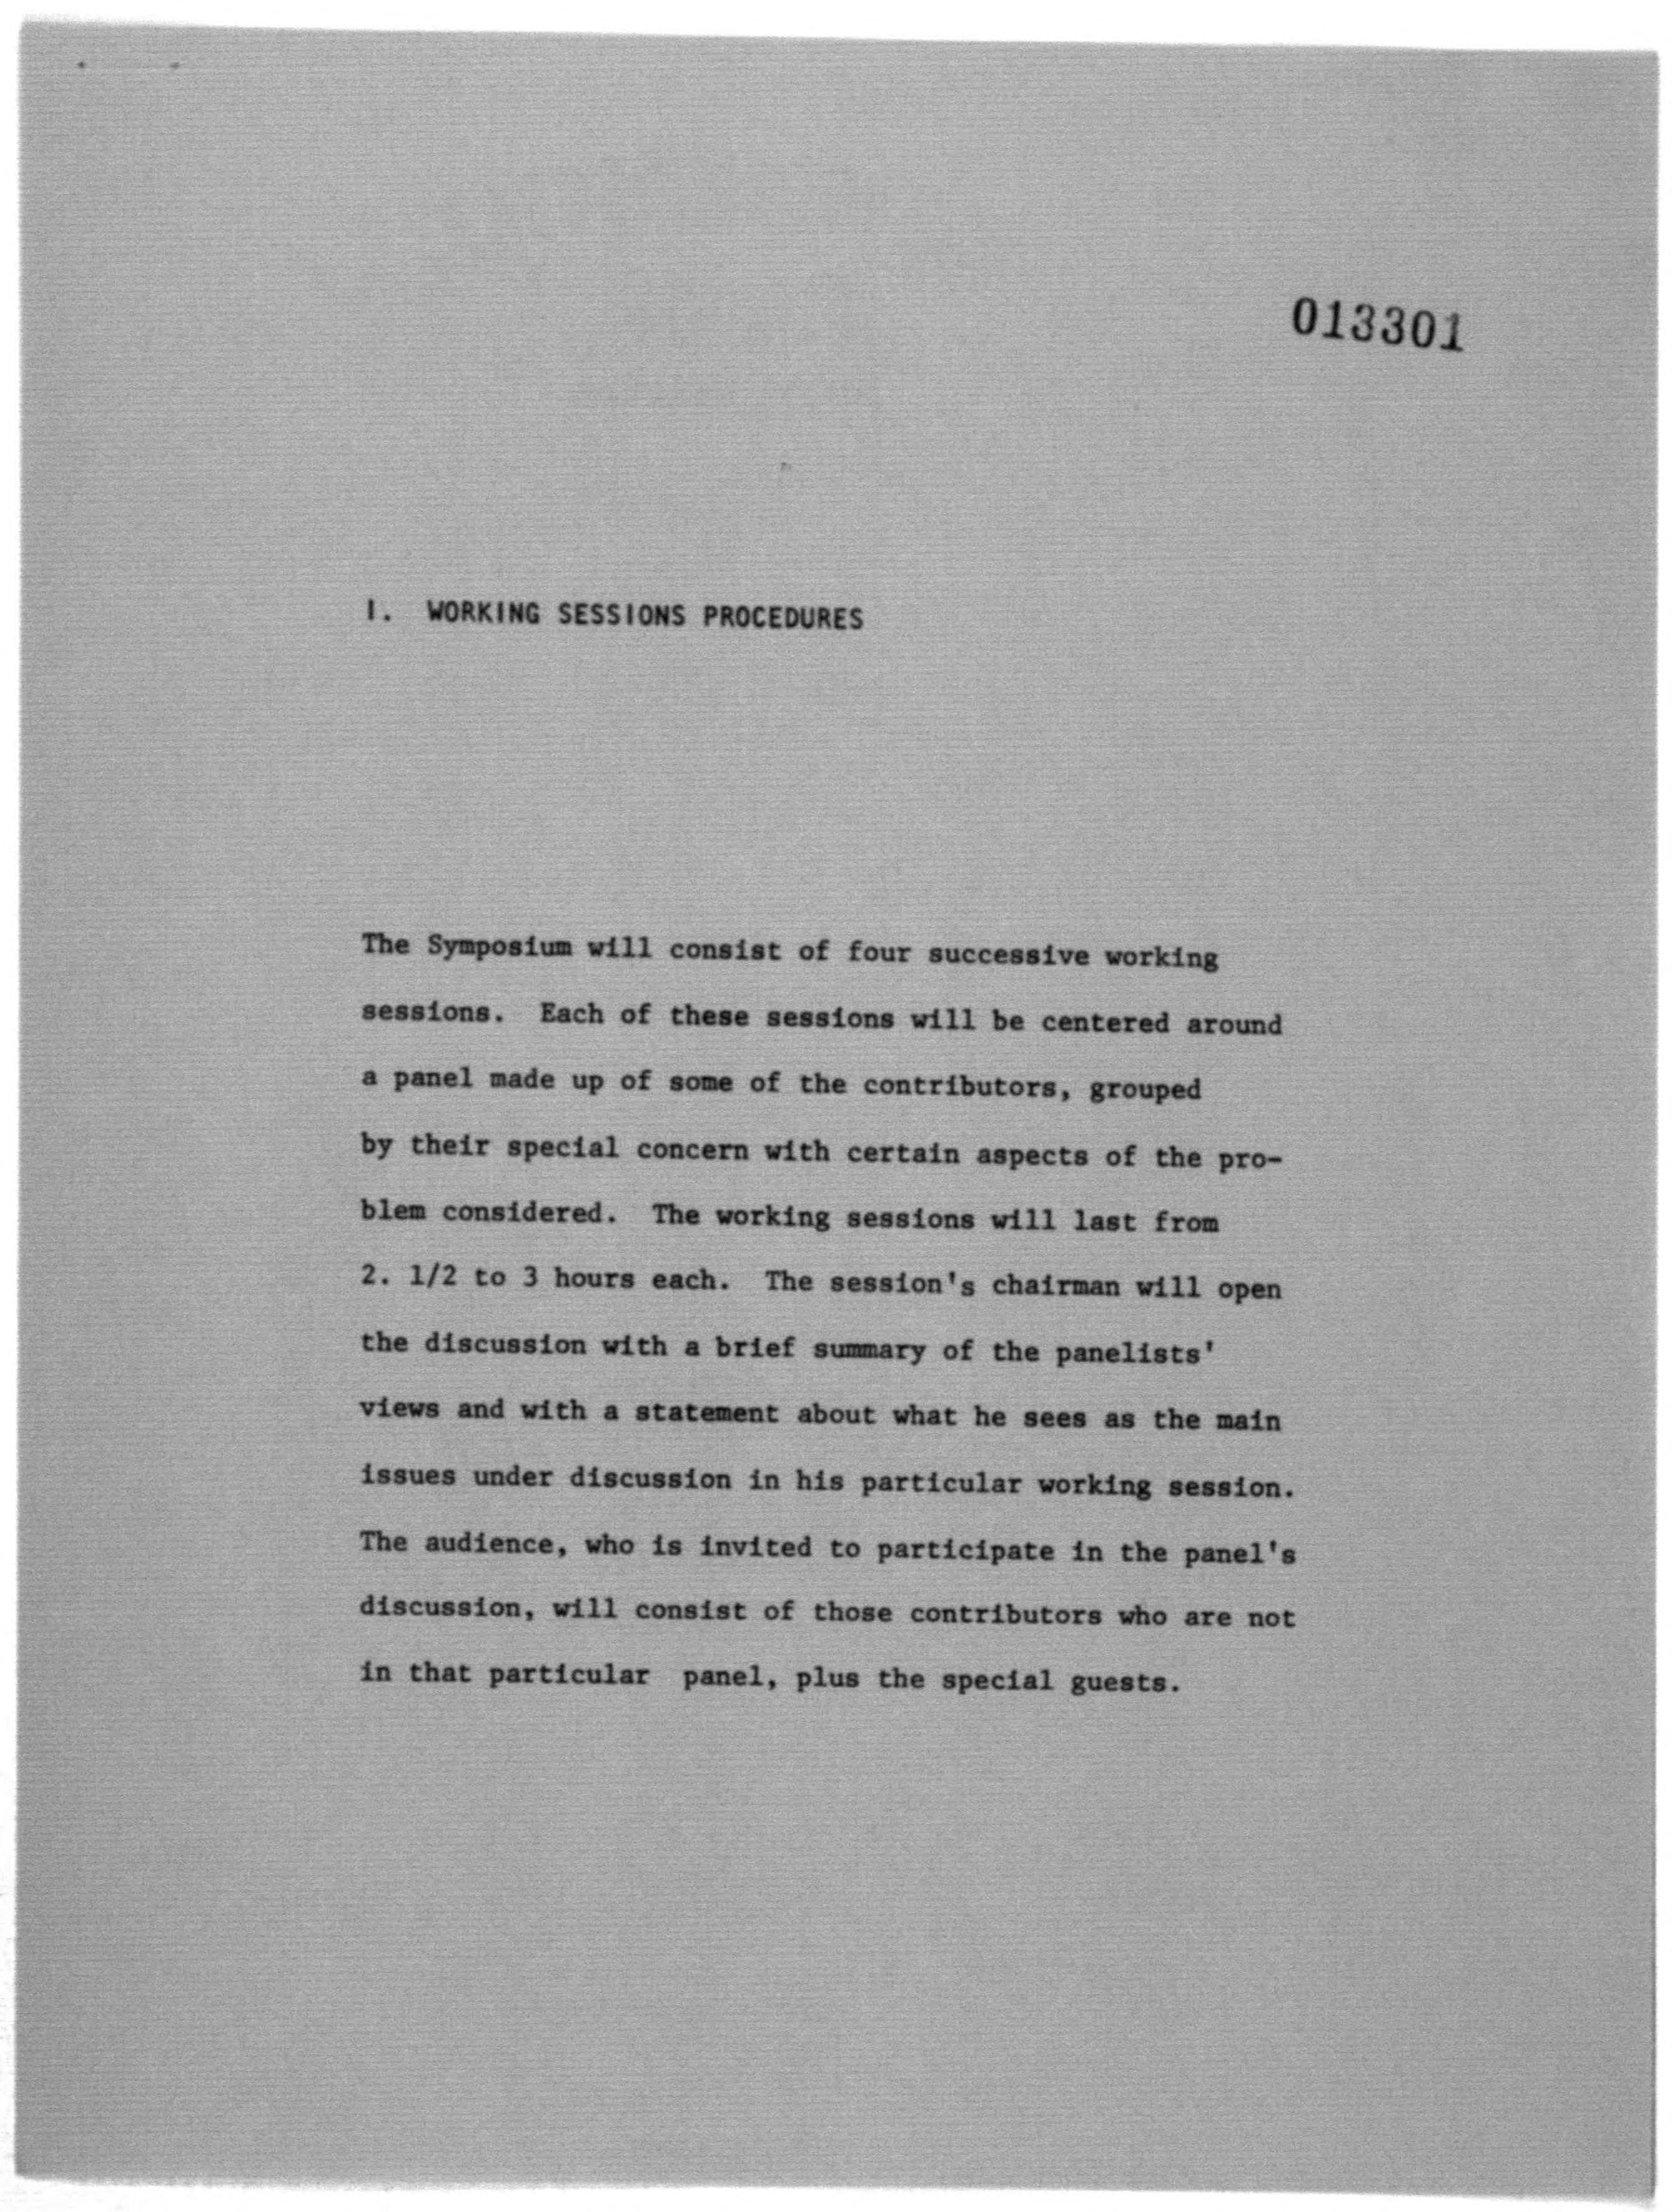 013301
I. WORKING SESSIONS PROCEDURES
The Symposium will consist of four successive working
sessions. Each of these sessions will be centered around
a panel made up of some of the contributors, grouped
by their special concern with certain aspects of the pro-
blem considered. The working sessions will last from
2. 1/2 to 3 hours each. The session's chairman will open
the discussion with a brief summary of the panelists'
views and with a statement about what he sees as the main
issues under discussion in his particular working session.
The audience, who is invited to participate in the panel's
discussion, will consist of those contributors who are not
in that particular panel, plus the special guests.